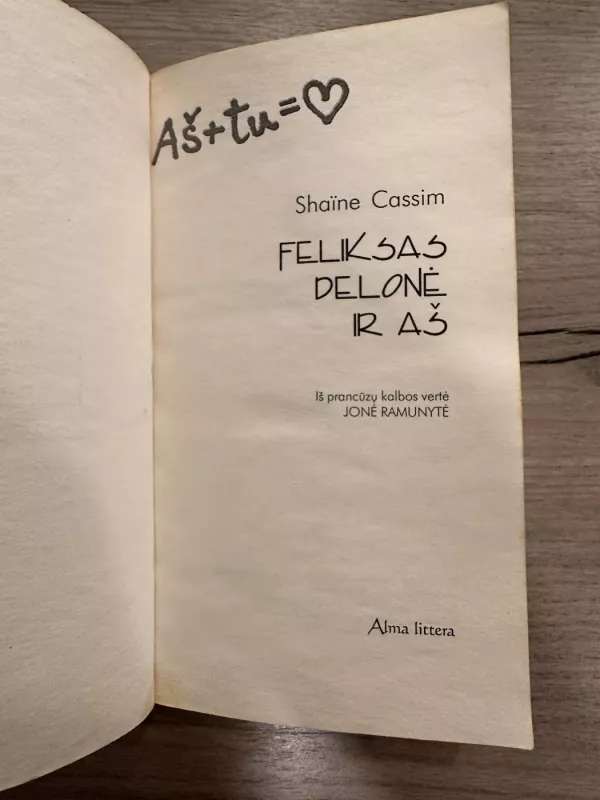 Aš+tu=♡
Shaïne Cassim
FELIKSAS
DELONĖ
IR AŠ
Iš prancūzų kalbos vertė
JONĖ RAMUNYTĖ
Alma littera